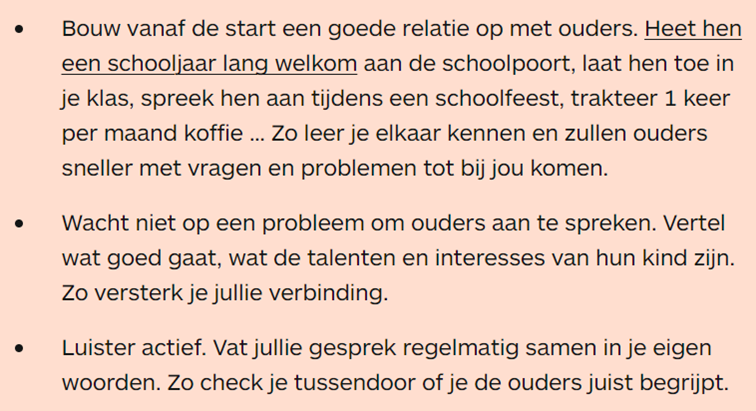 • Bouw vanaf de start een goede relatie op met ouders. Heet hen
een schooljaar lang welkom aan de schoolpoort, laat hen toe in
je klas, spreek hen aan tijdens een schoolfeest, trakteer 1 keer
per maand koffie ... Zo leer je elkaar kennen en zullen ouders
sneller met vragen en problemen tot bij jou komen.
• Wacht niet op een probleem om ouders aan te spreken. Vertel
wat goed gaat, wat de talenten en interesses van hun kind zijn.
Zo versterk je jullie verbinding.
• Luister actief. Vat jullie gesprek regelmatig samen in je eigen
woorden. Zo check je tussendoor of je de ouders juist begrijpt.